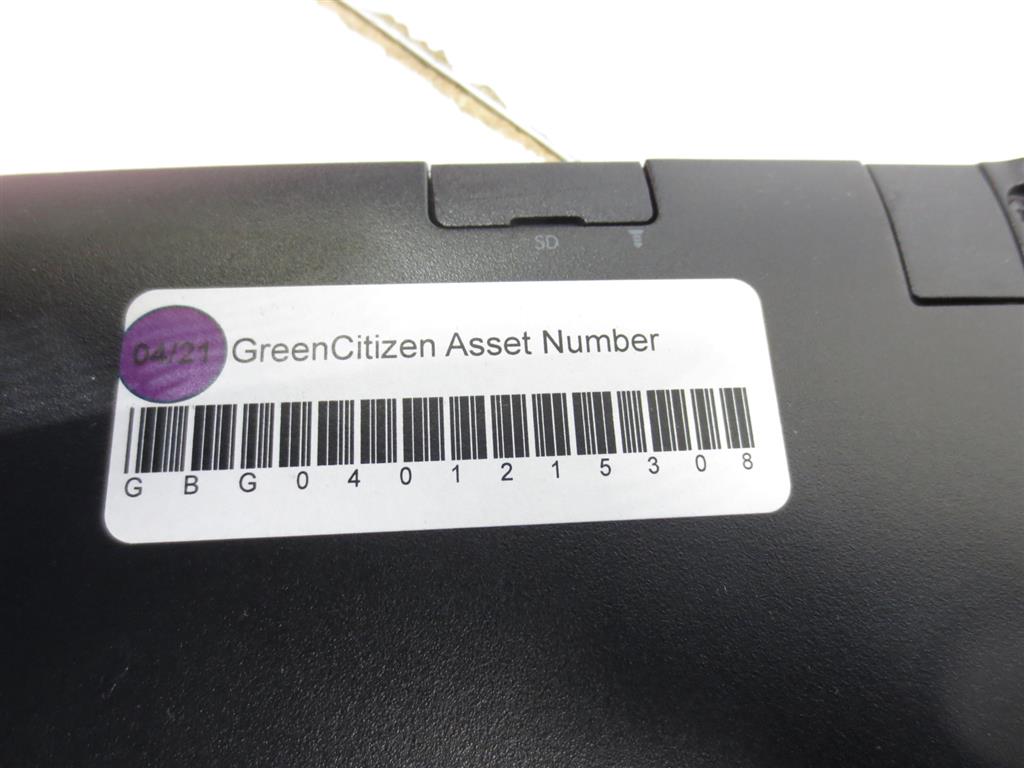 SD
04/21 GreenCitizen Asset Number
G B G 0 4 0 1 2 1 5 3 0 8